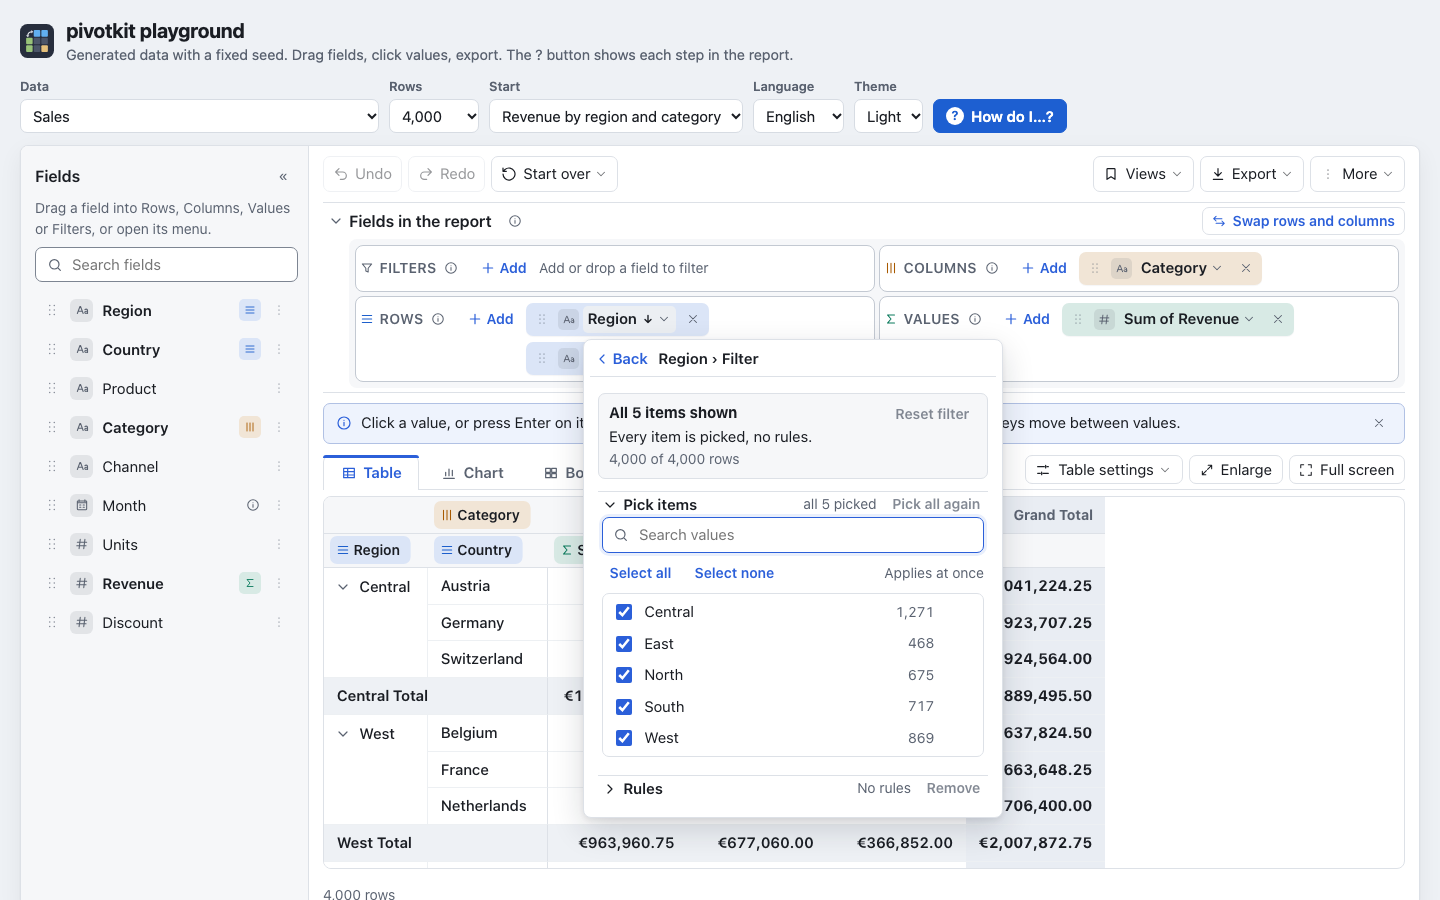 pivotkit playground
Generated data with a fixed seed. Drag fields, click values, export. The ? button shows each step in the report.
Data Rows Start Language Theme
Sales 4,000 Revenue by region and category English Light ? How do I...?
Fields «
Drag a field into Rows, Columns, Values
or Filters, or open its menu.
Search fields
Aa Region
Aa Country
Aa Product
Aa Category
Aa Channel
Month
# Units
# Revenue Σ
# Discount
Undo Redo Start over Views Export More
Fields in the report Swap rows and columns
FILTERS + Add Add or drop a field to filter
COLUMNS + Add Aa Category ×
ROWS + Add Aa Region ↓ ×
Aa
Σ VALUES + Add # Sum of Revenue ×
Back Region › Filter
All 5 items shown Reset filter
Every item is picked, no rules.
4,000 of 4,000 rows
Pick items all 5 picked Pick all again
Search values
Select all Select none Applies at once
Central 1,271
East 468
North 675
South 717
West 869
Rules No rules Remove
Click a value, or press Enter on move between values. ×
Table Chart Table settings Enlarge Full screen
Category Grand Total
Region Country Σ
Central Austria 041,224.25
Germany 923,707.25
Switzerland 924,564.00
Central Total €1 889,495.50
West Belgium 637,824.50
France 663,648.25
Netherlands 706,400.00
West Total €963,960.75 €677,060.00 €366,852.00 €2,007,872.75
4,000 rows